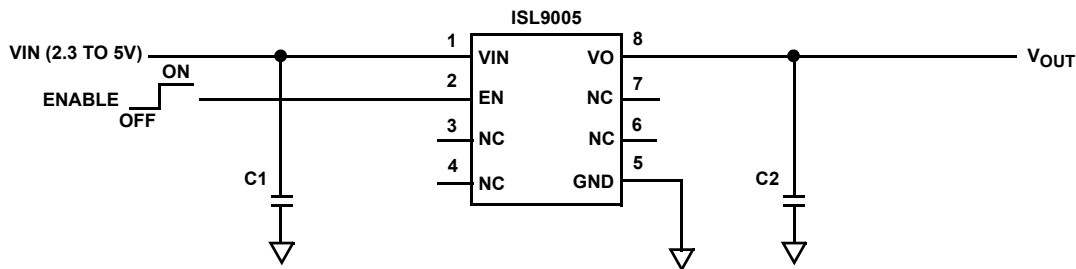 ISL9005
VIN (2.3 TO 5V)
1
VIN
VO
8
V_OUT
ON
ENABLE
OFF
2
EN
NC
7
3
NC
NC
6
4
NC
GND
5
C1
C2